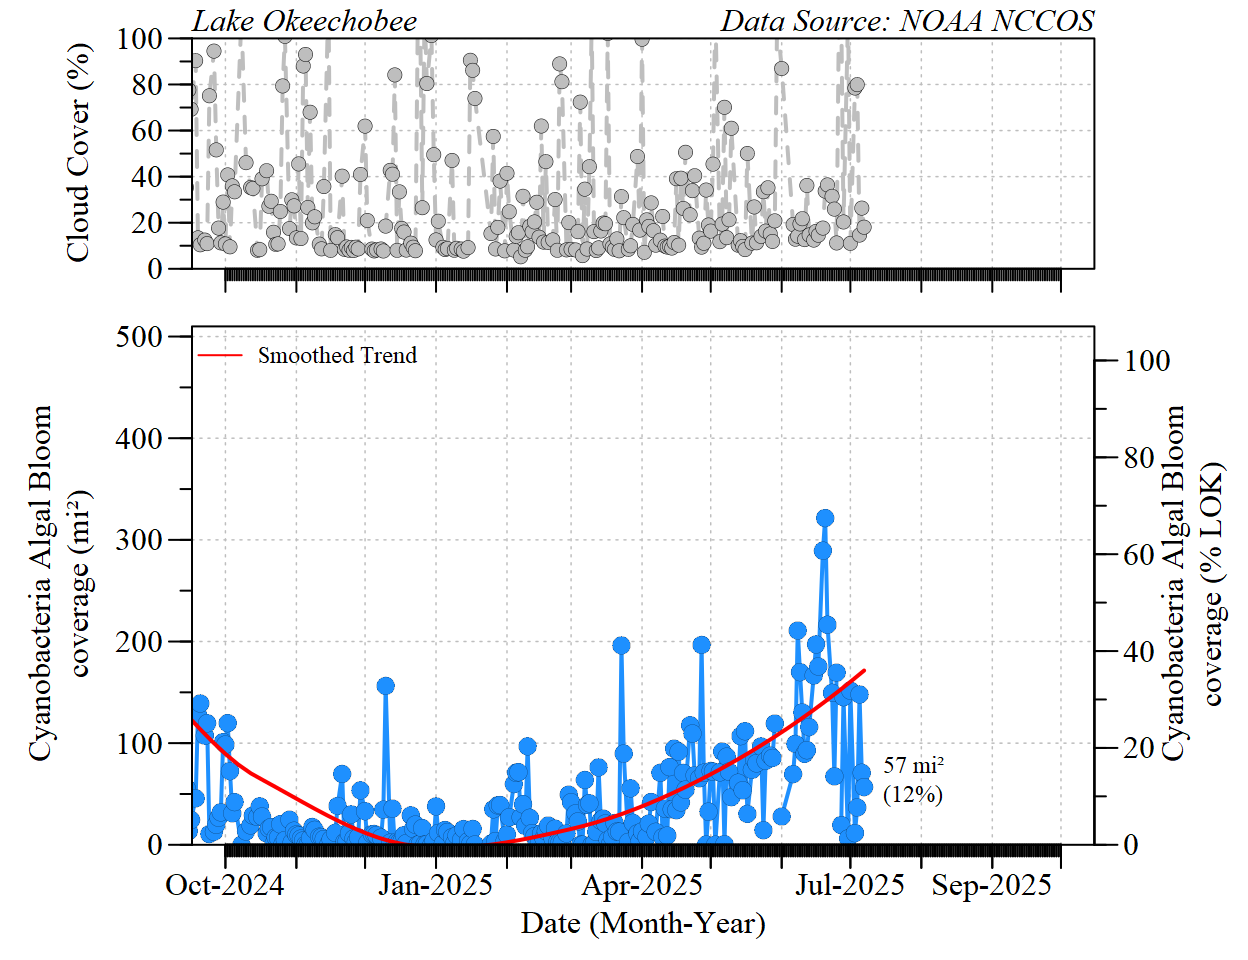 Lake Okeechobee
Data Source: NOAA NCCOS
Cloud Cover (%)
100
80
60
40
20
0
Smoothed Trend
Cyanobacteria Algal Bloom
coverage (mi²)
500
400
300
200
100
0
100
80
60
40
20
0
Cyanobacteria Algal Bloom
coverage (% LOK)
57 mi²
(12%)
Oct-2024
Jan-2025
Apr-2025
Jul-2025
Sep-2025
Date (Month-Year)